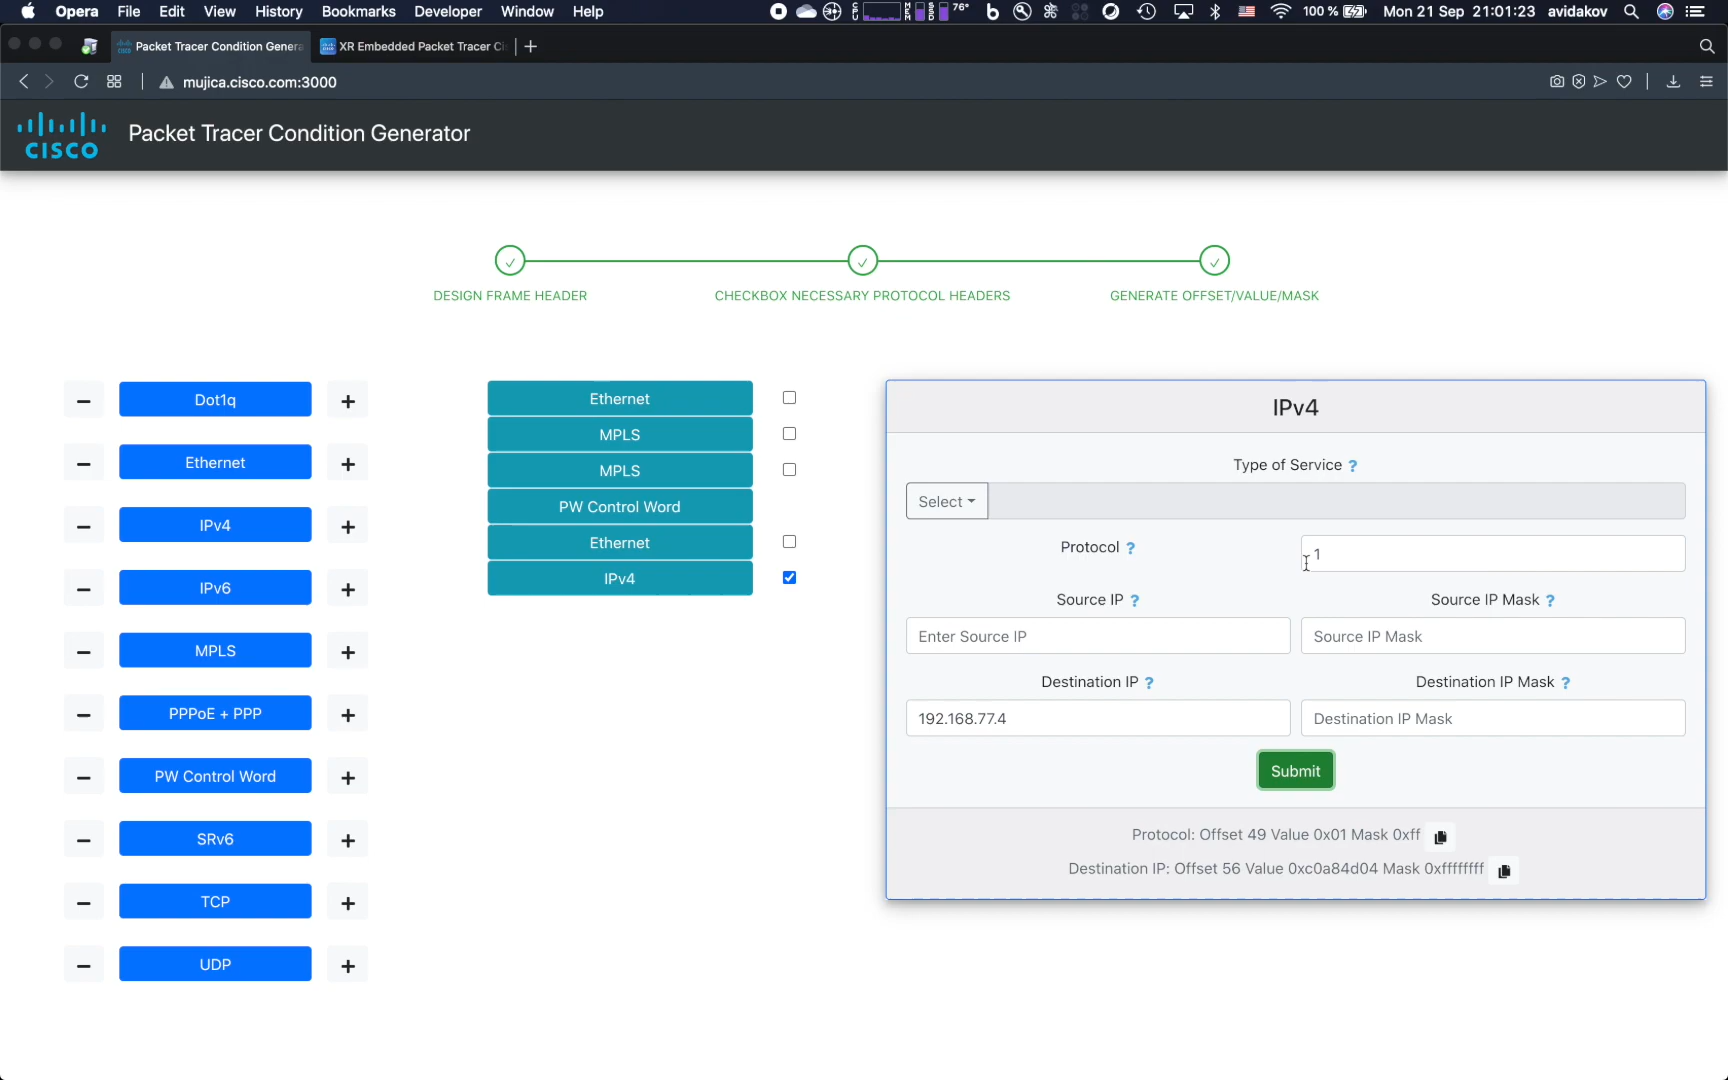 Opera File Edit View History Bookmarks Developer Window Help
76° 100 % Mon 21 Sep 21:01:23 avidakov
Packet Tracer Condition Genera
XR Embedded Packet Tracer Ci
mujica.cisco.com:3000
CISCO
Packet Tracer Condition Generator
DESIGN FRAME HEADER
CHECKBOX NECESSARY PROTOCOL HEADERS
GENERATE OFFSET/VALUE/MASK
Dot1q
Ethernet
IPv4
IPv6
MPLS
PPPoE + PPP
PW Control Word
SRv6
TCP
UDP
Ethernet
MPLS
MPLS
PW Control Word
Ethernet
IPv4
IPv4
Type of Service ?
Select
Protocol ?
1
Source IP ?
Source IP Mask ?
Enter Source IP
Source IP Mask
Destination IP ?
Destination IP Mask ?
192.168.77.4
Destination IP Mask
Submit
Protocol: Offset 49 Value 0x01 Mask 0xff
Destination IP: Offset 56 Value 0xc0a84d04 Mask 0xffffffff